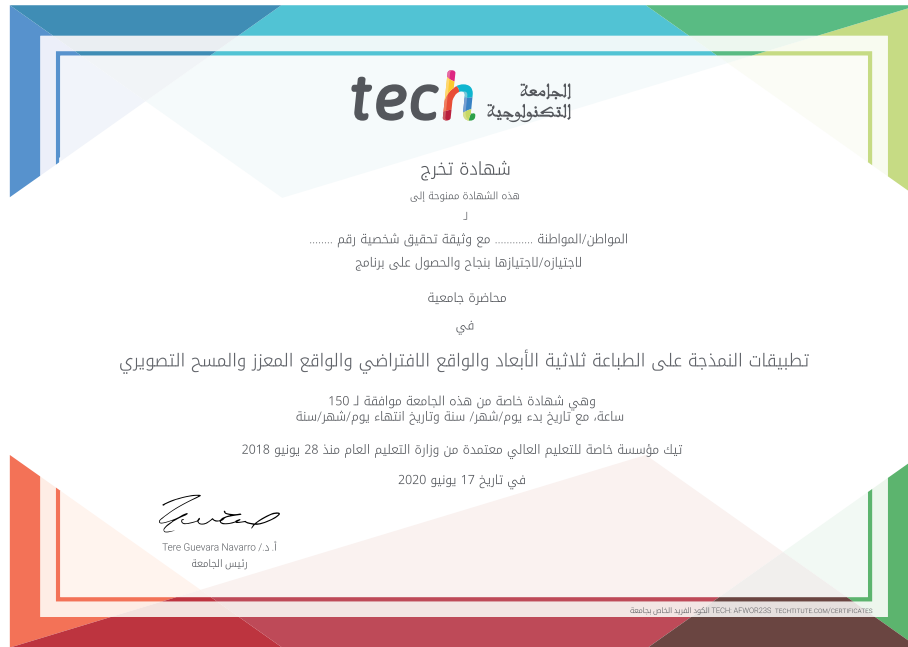 tech الجامعة
التكنولوجية
شهادة تخرج
هذه الشهادة ممنوحة إلى
لـ
المواطن/المواطنة ............. مع وثيقة تحقيق شخصية رقم ........
لاجتيازه/لاجتيازها بنجاح والحصول على برنامج
محاضرة جامعية
في
تطبيقات النمذجة على الطباعة ثلاثية الأبعاد والواقع الافتراضي والواقع المعزز والمسح التصويري
وهي شهادة خاصة من هذه الجامعة موافقة لـ 150
ساعة، مع تاريخ بدء يوم/شهر/ سنة وتاريخ انتهاء يوم/شهر/سنة
تيك مؤسسة خاصة للتعليم العالي معتمدة من وزارة التعليم العام منذ 28 يونيو 2018
في تاريخ 17 يونيو 2020
أ. د./ Tere Guevara Navarro
رئيس الجامعة
الكود الفريد الخاص بجامعة TECH: AFWOR23S TECHTITUTE.COM/CERTIFICATES